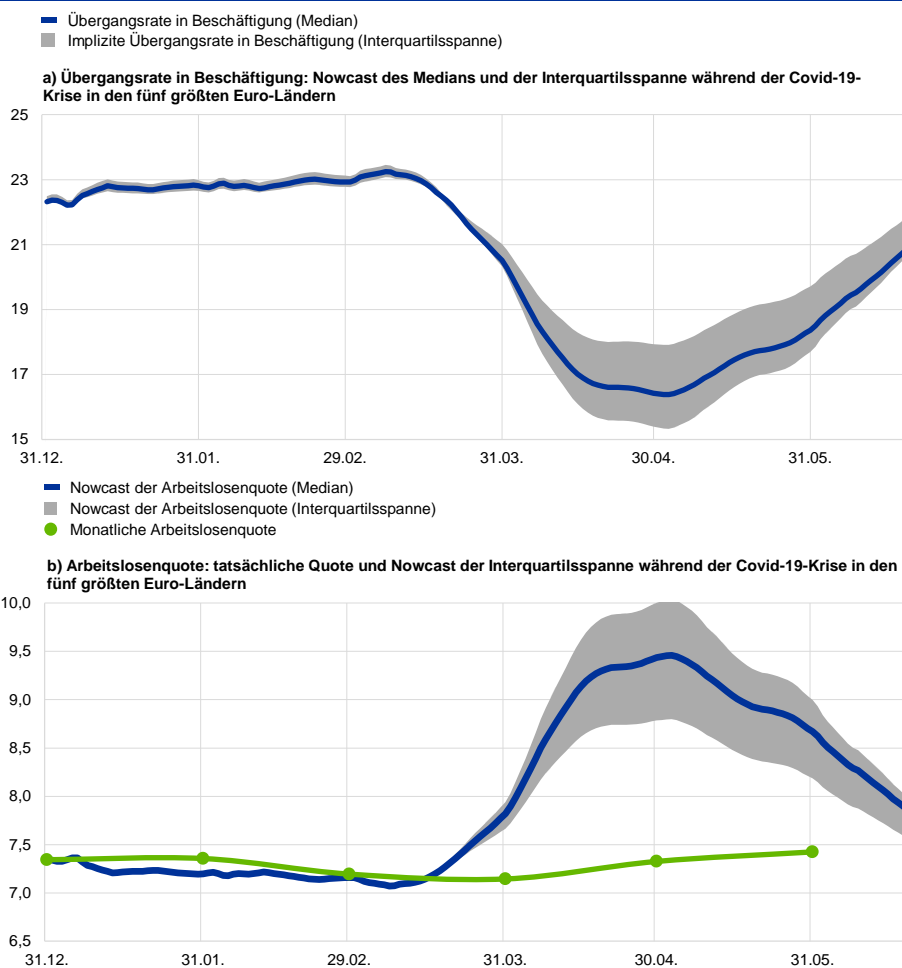 Übergangsrate in Beschäftigung (Median)
Implizite Übergangsrate in Beschäftigung (Interquartilsspanne)
a) Übergangsrate in Beschäftigung: Nowcast des Medians und der Interquartilsspanne während der Covid-19-
Krise in den fünf größten Euro-Ländern
25
23
21
19
17
15
31.12. 31.01. 29.02. 31.03. 30.04. 31.05.
Nowcast der Arbeitslosenquote (Median)
Nowcast der Arbeitslosenquote (Interquartilsspanne)
Monatliche Arbeitslosenquote
b) Arbeitslosenquote: tatsächliche Quote und Nowcast der Interquartilsspanne während der Covid-19-Krise in den
fünf größten Euro-Ländern
10,0
9,5
9,0
8,5
8,0
7,5
7,0
6,5
31.12. 31.01. 29.02. 31.03. 30.04. 31.05.